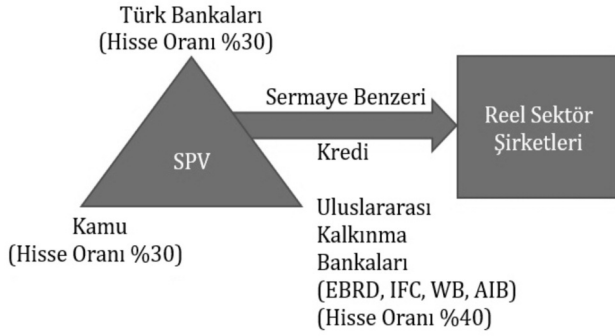 Türk Bankaları
(Hisse Oranı %30)
Sermaye Benzeri
Kredi
Reel Sektör
Şirketleri
SPV
Kamu
(Hisse Oranı %30)
Uluslararası
Kalkınma
Bankaları
(EBRD, IFC, WB, AIB)
(Hisse Oranı %40)